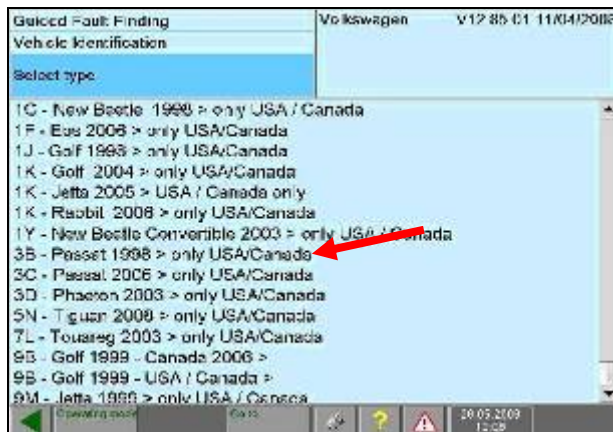 Guided Fault Finding
Volkswagen V12.85.01 11/04/2008
Vehicle Identification
Select type
1C - New Beetle 1998 > only USA / Canada
1F - Eos 2006 > only USA/Canada
1J - Golf 1998 > only USA/Canada
1K - Golf 2004 > only USA/Canada
1K - Jetta 2005 > USA / Canada only
1K - Rabbit 2006 > only USA/Canada
1Y - New Beetle Convertible 2003 > only USA / Canada
3B - Passat 1998 > only USA/Canada
3C - Passat 2006 > only USA/Canada
3D - Phaeton 2003 > only USA/Canada
5N - Tiguan 2008 > only USA/Canada
7L - Touareg 2003 > only USA/Canada
9B - Golf 1999 - Canada 2006 >
9B - Golf 1999 - USA / Canada >
9M - Jetta 1999 > only USA / Canada
Operating mode
Go to
?